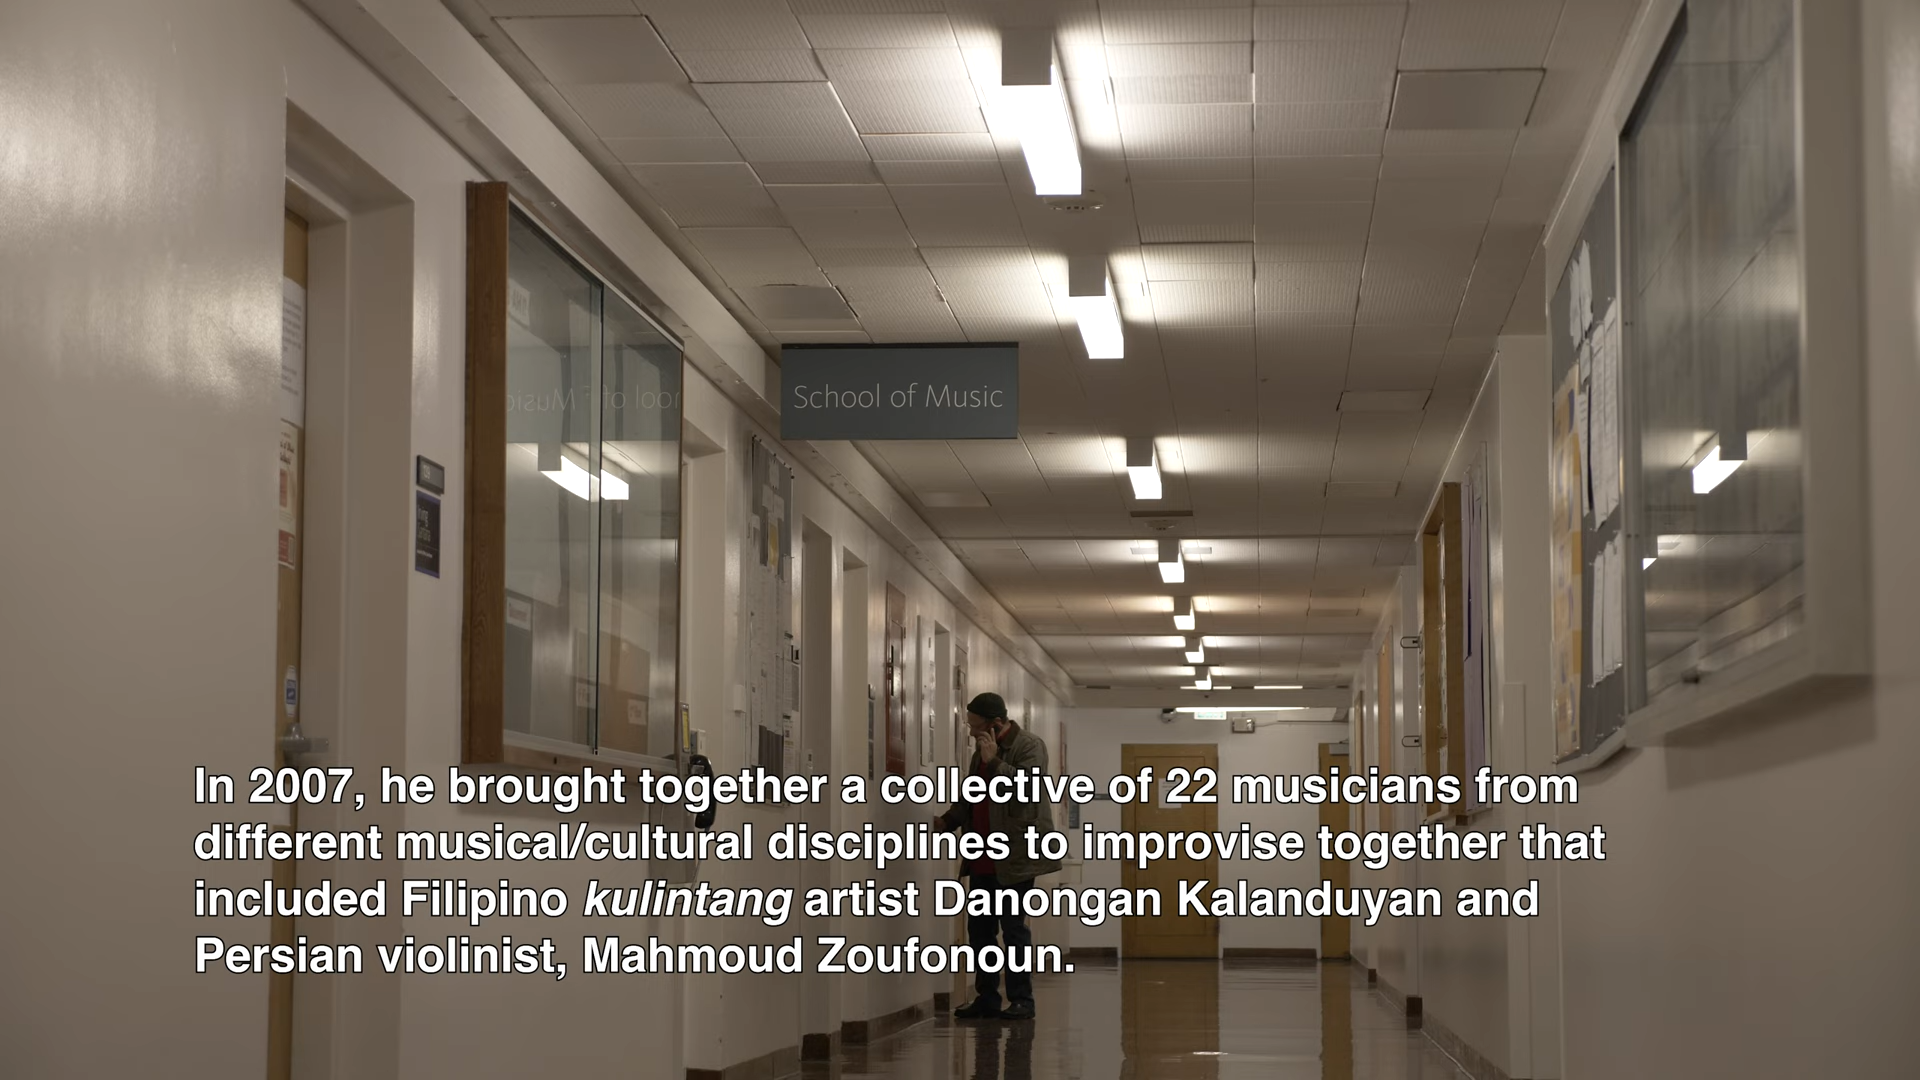 School of Music
In 2007, he brought together a collective of 22 musicians from
different musical/cultural disciplines to improvise together that
included Filipino kulintang artist Danongan Kalanduyan and
Persian violinist, Mahmoud Zoufonoun.